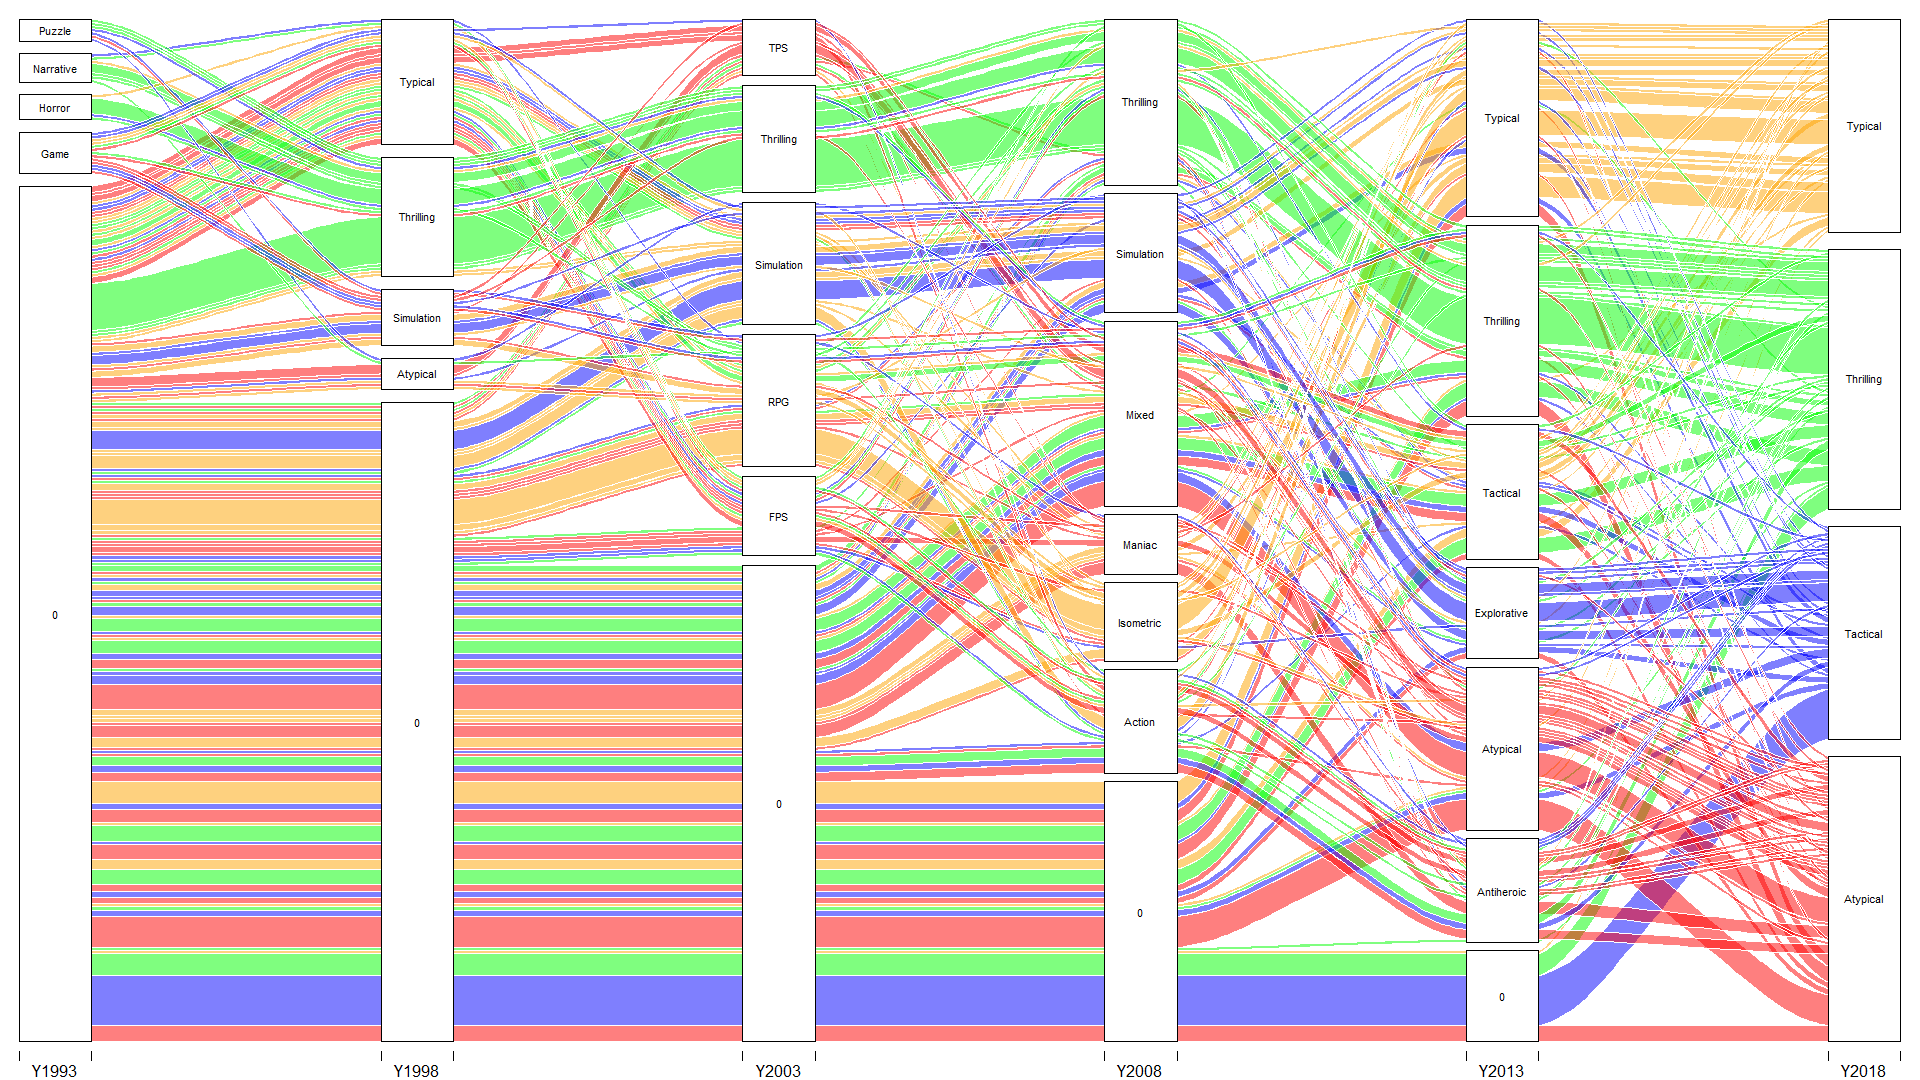 Puzzle
Narrative
Horror
Game
0
Typical
Thrilling
Simulation
Atypical
0
TPS
Thrilling
Simulation
RPG
FPS
0
Thrilling
Simulation
Mixed
Maniac
Isometric
Action
0
Typical
Thrilling
Tactical
Explorative
Atypical
Antiheroic
0
Typical
Thrilling
Tactical
Atypical
Y1993
Y1998
Y2003
Y2008
Y2013
Y2018